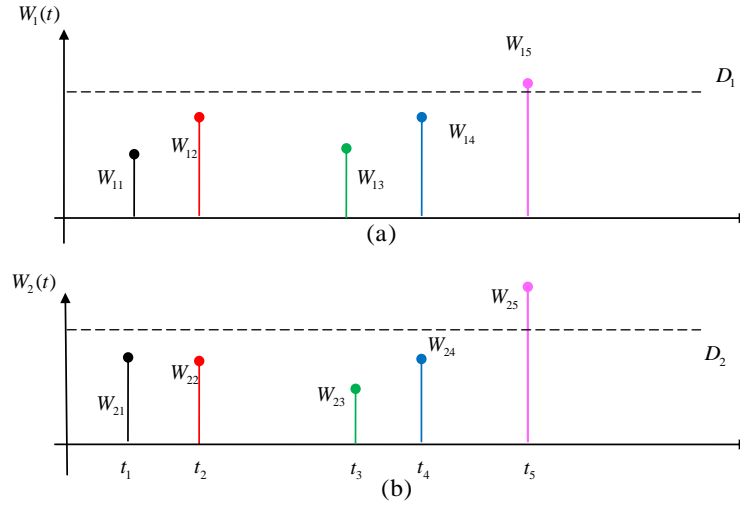 W₁(t)
W₁₅
D₁
W₁₂
W₁₄
W₁₁
W₁₃
(a)
W₂(t)
W₂₅
W₂₄
D₂
W₂₂
W₂₃
W₂₁
t₁ t₂ t₃ t₄ t₅
(b)